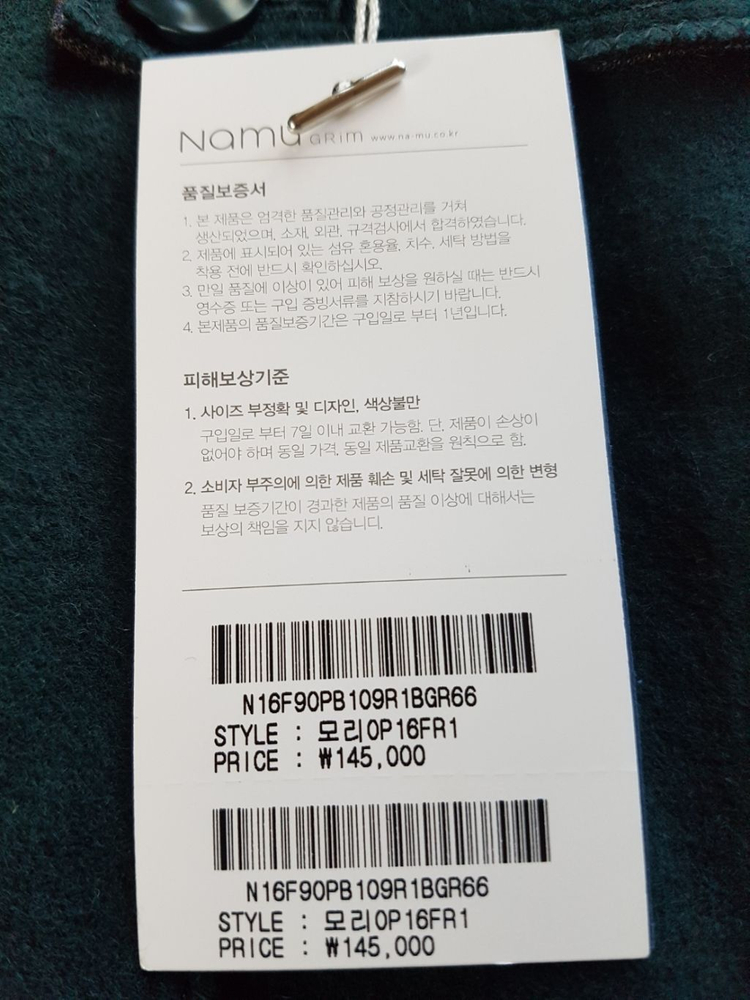 Namu GRim www.na-mu.co.kr
품질보증서
1. 본 제품은 엄격한 품질관리와 공정관리를 거쳐
생산되었으며, 소재, 외관, 규격검사에서 합격하였습니다.
2. 제품에 표시되어 있는 섬유 혼용율, 치수, 세탁 방법을
착용 전에 반드시 확인하십시오.
3. 만일 품질에 이상이 있어 피해 보상을 원하실 때는 반드시
영수증 또는 구입 증빙서류를 지참하시기 바랍니다.
4. 본제품의 품질보증기간은 구입일로 부터 1년입니다.
피해보상기준
1. 사이즈 부정확 및 디자인, 색상불만
구입일로 부터 7일 이내 교환 가능함. 단, 제품이 손상이
없어야 하며 동일 가격, 동일 제품교환을 원칙으로 함.
2. 소비자 부주의에 의한 제품 훼손 및 세탁 잘못에 의한 변형
품질 보증기간이 경과한 제품의 품질 이상에 대해서는
보상의 책임을 지지 않습니다.
N16F90PB109R1BGR66
STYLE : 모리OP16FR1
PRICE : ₩145,000
N16F90PB109R1BGR66
STYLE : 모리OP16FR1
PRICE : ₩145,000